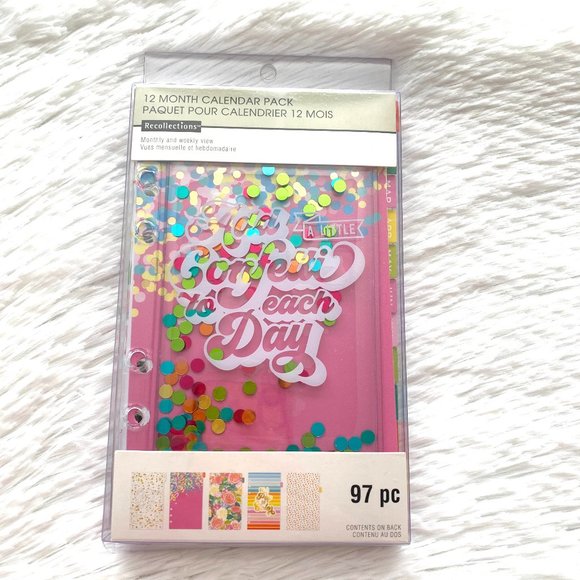 12 MONTH CALENDAR PACK
PAQUET POUR CALENDRIER 12 MOIS
Recollections
Monthly and weekly view
Vues mensuelle et hebdomadaire
Add
A LITTLE
Confetti
to each
Day
97 pc
CONTENTS ON BACK
CONTENU AU DOS